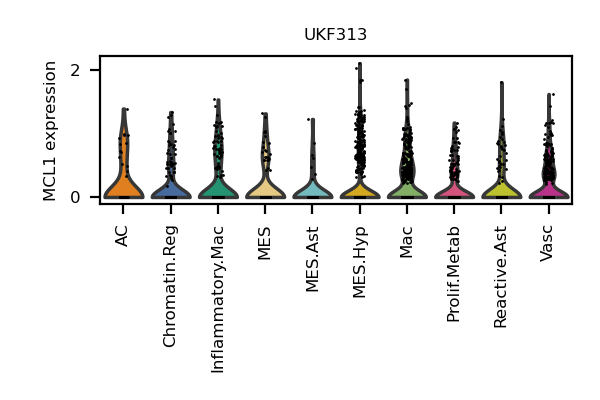 UKF313
MCL1 expression
2
0
AC
Chromatin.Reg
Inflammatory.Mac
MES
MES.Ast
MES.Hyp
Mac
Prolif.Metab
Reactive.Ast
Vasc